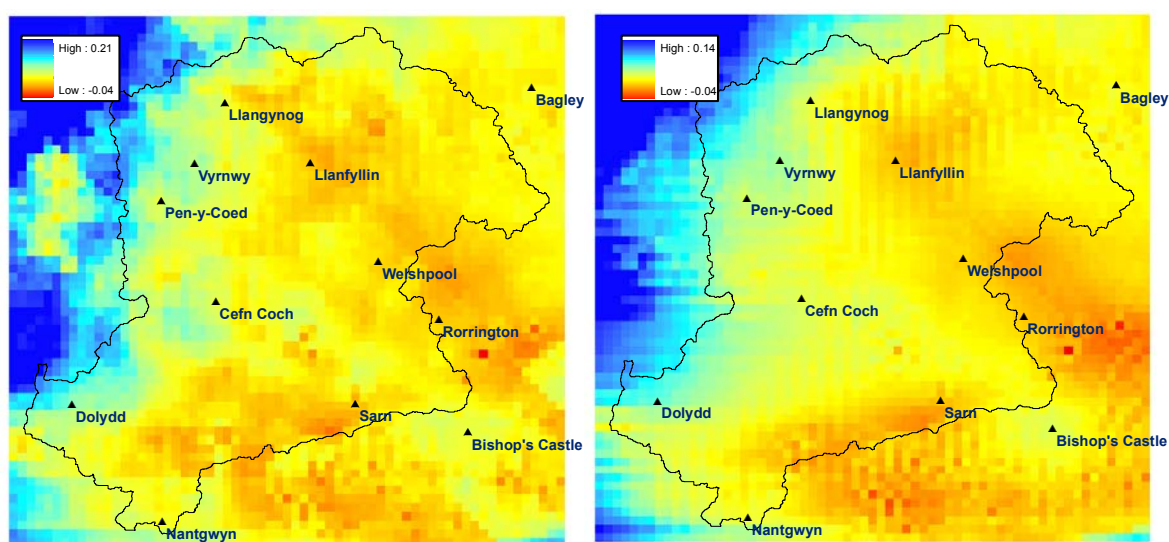 High : 0.21
Low : -0.04
Bagley
Llangynog
Vyrnwy
Llanfyllin
Pen-y-Coed
Welshpool
Cefn Coch
Rorrington
Dolydd
Sarn
Bishop's Castle
Nantgwyn
High : 0.14
Low : -0.04
Bagley
Llangynog
Vyrnwy
Llanfyllin
Pen-y-Coed
Welshpool
Cefn Coch
Rorrington
Dolydd
Sarn
Bishop's Castle
Nantgwyn